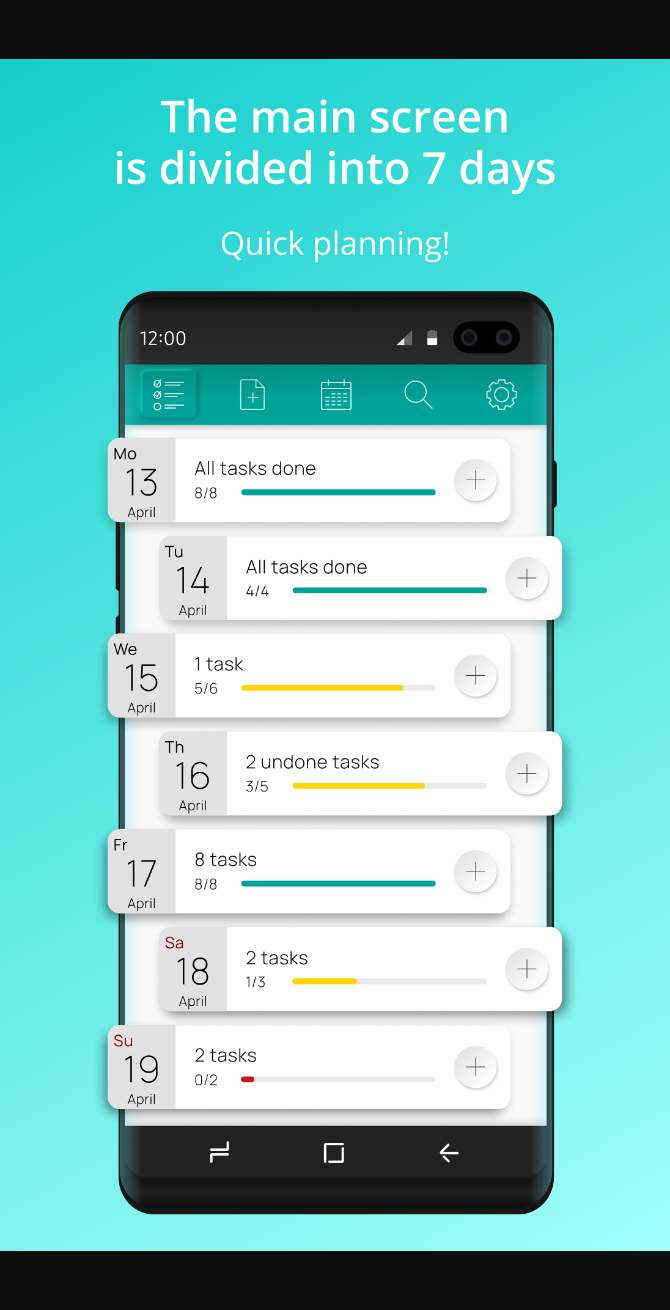 The main screen
is divided into 7 days
Quick planning!
12:00
Mo
13
April
All tasks done
8/8
Tu
14
April
All tasks done
4/4
We
15
April
1 task
5/6
Th
16
April
2 undone tasks
3/5
Fr
17
April
8 tasks
8/8
Sa
18
April
2 tasks
1/3
Su
19
April
2 tasks
0/2